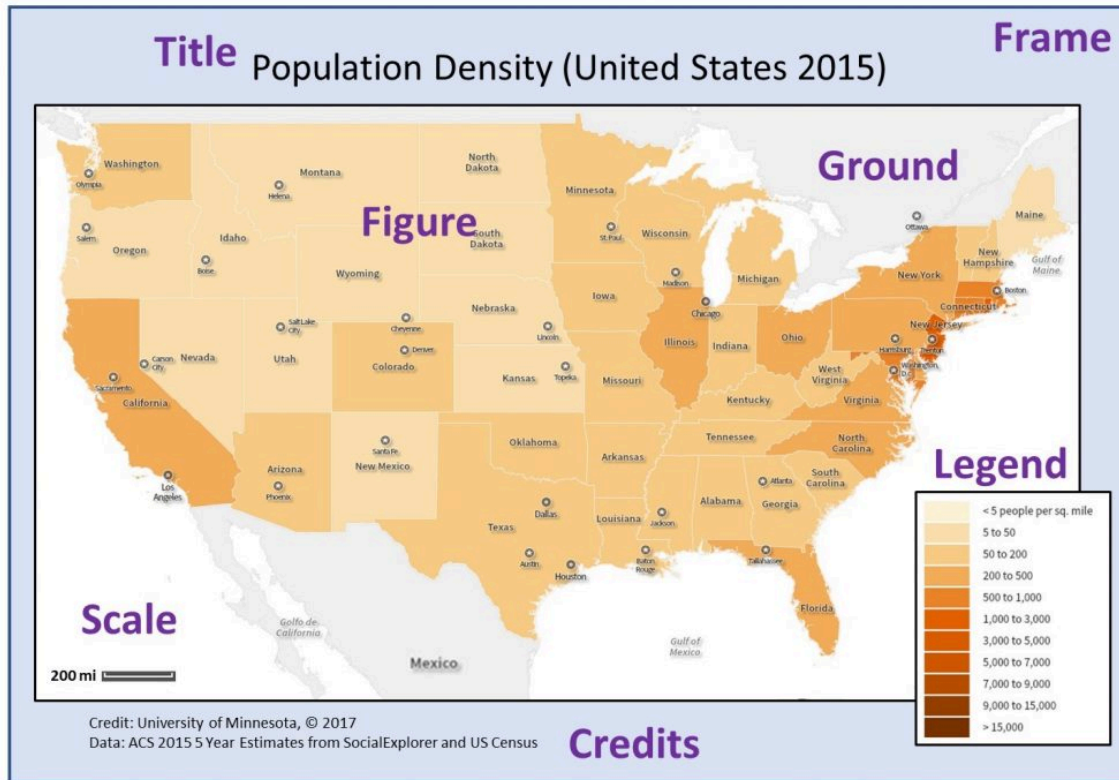 Title
Frame
Population Density (United States 2015)
Ground
Figure
Washington
Olympia
Montana
Helena
North
Dakota
Minnesota
St. Paul
Ottawa
Maine
Salem
Oregon
Idaho
Boise
South
Dakota
Wisconsin
Madison
Michigan
New
Hampshire
Gulf of
Maine
Wyoming
New York
Boston
Connecticut
Iowa
Chicago
Nebraska
Cheyenne
Lincoln
Salt Lake
City
Nevada
Carson
City
Utah
Denver
Colorado
Illinois
Indiana
Ohio
New Jersey
Harrisburg
Trenton
Washington
D.C.
Sacramento
California
Kansas
Topeka
Missouri
West
Virginia
Virginia
Kentucky
Los
Angeles
Arizona
Phoenix
Santa Fe
New Mexico
Oklahoma
Arkansas
Tennessee
North
Carolina
South
Carolina
Legend
Texas
Dallas
Austin
Houston
Louisiana
Baton
Rouge
Jackson
Alabama
Atlanta
Georgia
Tallahassee
Florida
< 5 people per sq. mile
5 to 50
50 to 200
200 to 500
500 to 1,000
1,000 to 3,000
3,000 to 5,000
5,000 to 7,000
7,000 to 9,000
9,000 to 15,000
> 15,000
Scale
Golfo de
California
Mexico
Gulf of
Mexico
200 mi
Credit: University of Minnesota, © 2017
Data: ACS 2015 5 Year Estimates from SocialExplorer and US Census
Credits